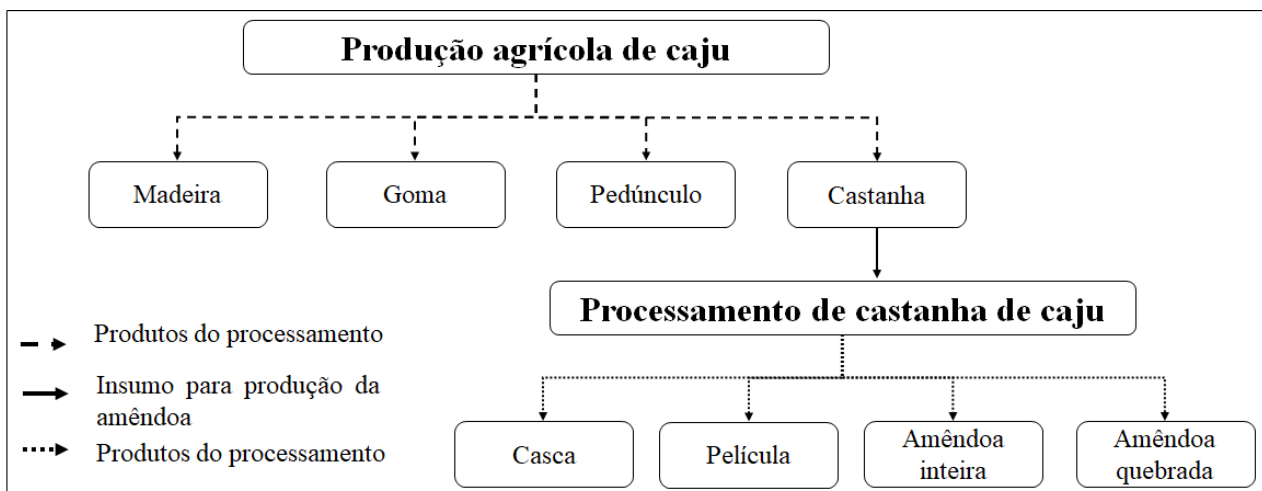 Produção agrícola de caju
Madeira
Goma
Pedúnculo
Castanha
Processamento de castanha de caju
Produtos do processamento
Insumo para produção da
amêndoa
Produtos do processamento
Casca
Película
Amêndoa
inteira
Amêndoa
quebrada